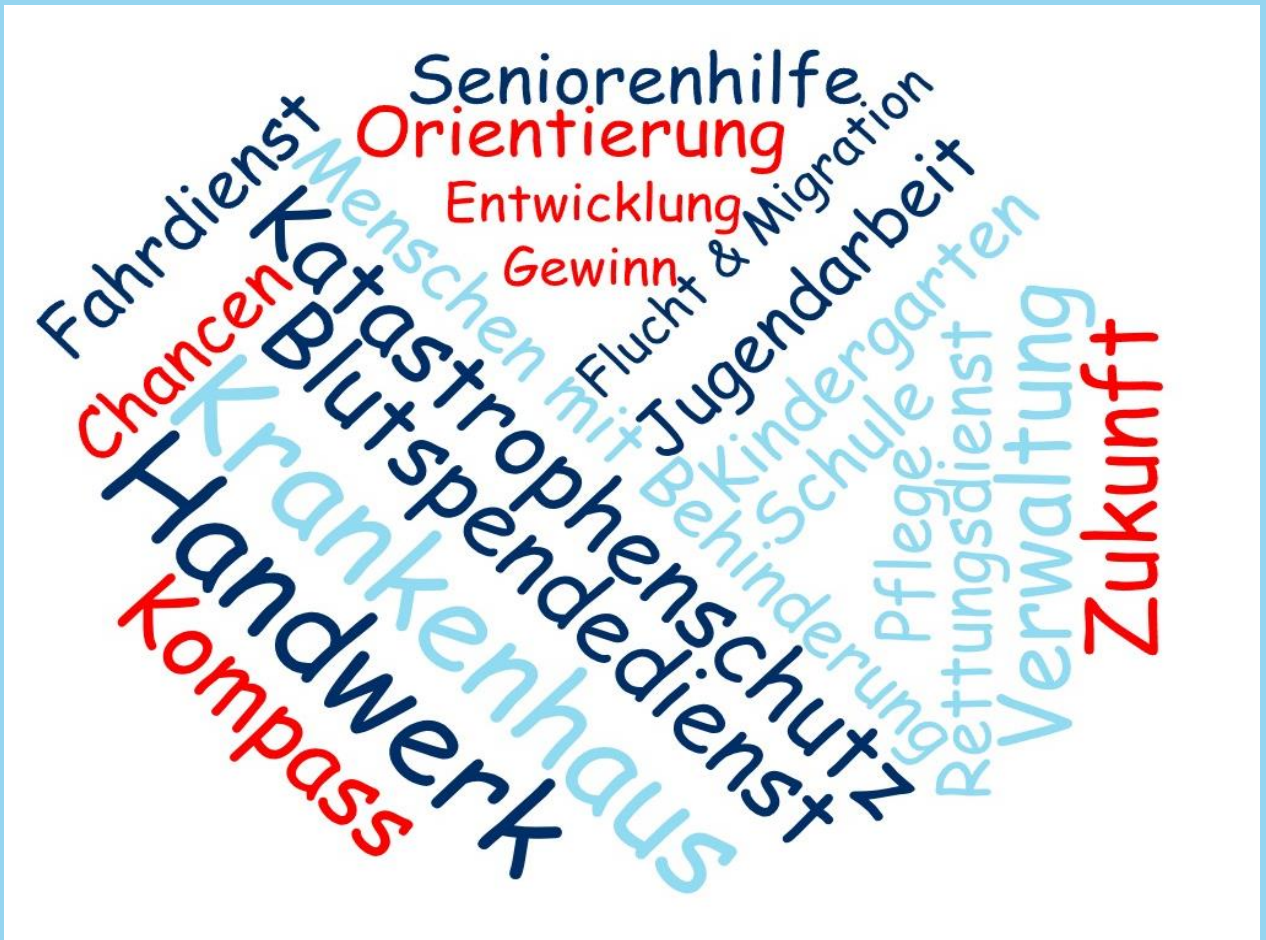 Seniorenhilfe
Orientierung
Entwicklung
Gewinn
Fahrdienst
Chancen
Menschen mit Behinderung
Katastrophenschutz
Blutspendedienst
Krankenhaus
Handwerk
Kompass
Flucht & Migration
Jugendarbeit
Kindergarten
Schule
Pflege
Rettungsdienst
Verwaltung
Zukunft